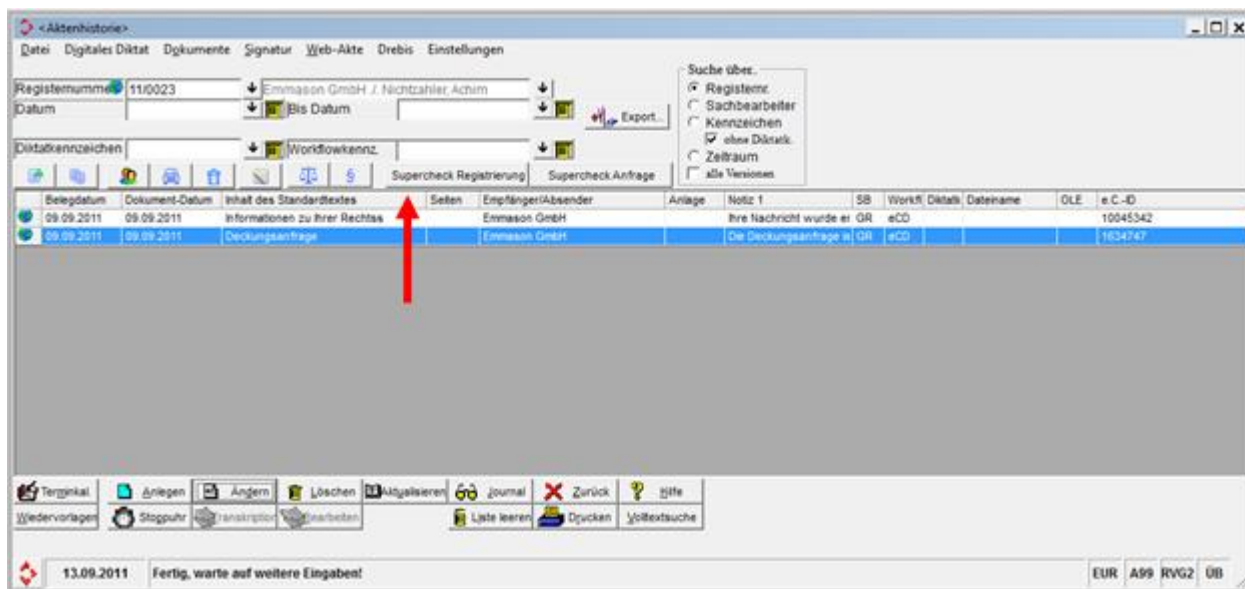 <Aktenhistorie>
Datei Digitales Diktat Dokumente Signatur Web-Akte Drebis Einstellungen
Suche über..
Registernumme 11/0023 Emmason GmbH ./. Nichtzahler, Achim Registernr.
Datum Bis Datum Export... Sachbearbeiter
Kennzeichen
ohne Diktatk.
Diktatkennzeichen Workflowkennz. Zeitraum
§ Supercheck Registrierung Supercheck Anfrage alle Versionen
Belegdatum Dokument-Datum Inhalt des Standardtextes Seiten Empfänger/Absender Anlage Notiz 1 SB Workfl Diktatk Dateiname OLE e.C.-ID
09.09.2011 09.09.2011 Informationen zu Ihrer Rechtss Emmason GmbH Ihre Nachricht wurde er GR eCD 10045342
09.09.2011 09.09.2011 Deckungsanfrage Emmason GmbH Die Deckungsanfrage is GR eCD 1634747
Terminkal. Anlegen Ändern Löschen Aktualisieren Journal Zurück Hilfe
Wiedervorlagen Stoppuhr Transkription Bearbeiten Liste leeren Drucken Volltextsuche
13.09.2011 Fertig, warte auf weitere Eingaben! EUR A99 RVG2 ÜB